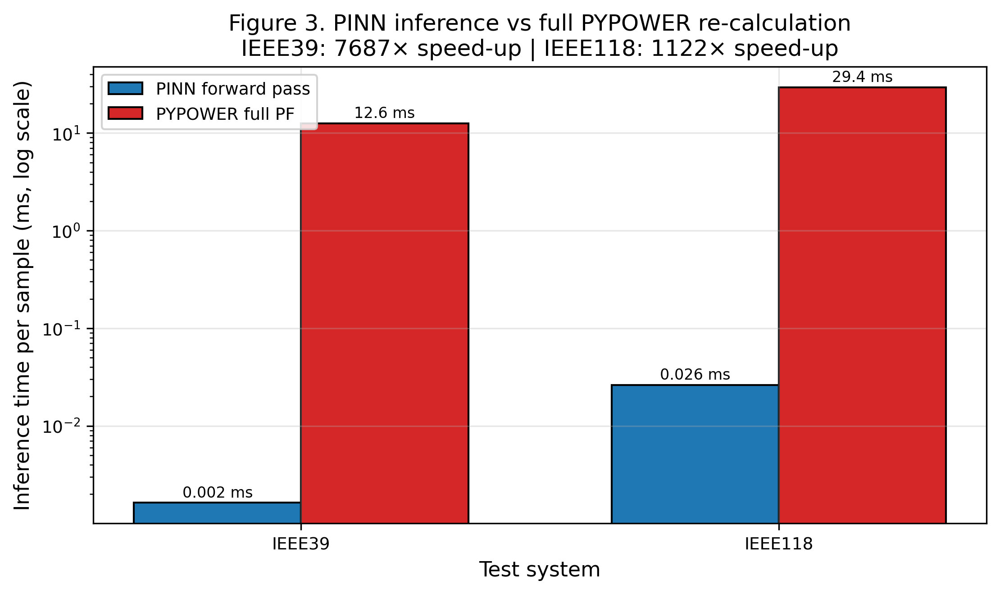 Figure 3. PINN inference vs full PYPOWER re-calculation
IEEE39: 7687× speed-up | IEEE118: 1122× speed-up
PINN forward pass
PYPOWER full PF
Inference time per sample (ms, log scale)
10¹
10⁰
10⁻¹
10⁻²
0.002 ms
12.6 ms
0.026 ms
29.4 ms
IEEE39
IEEE118
Test system